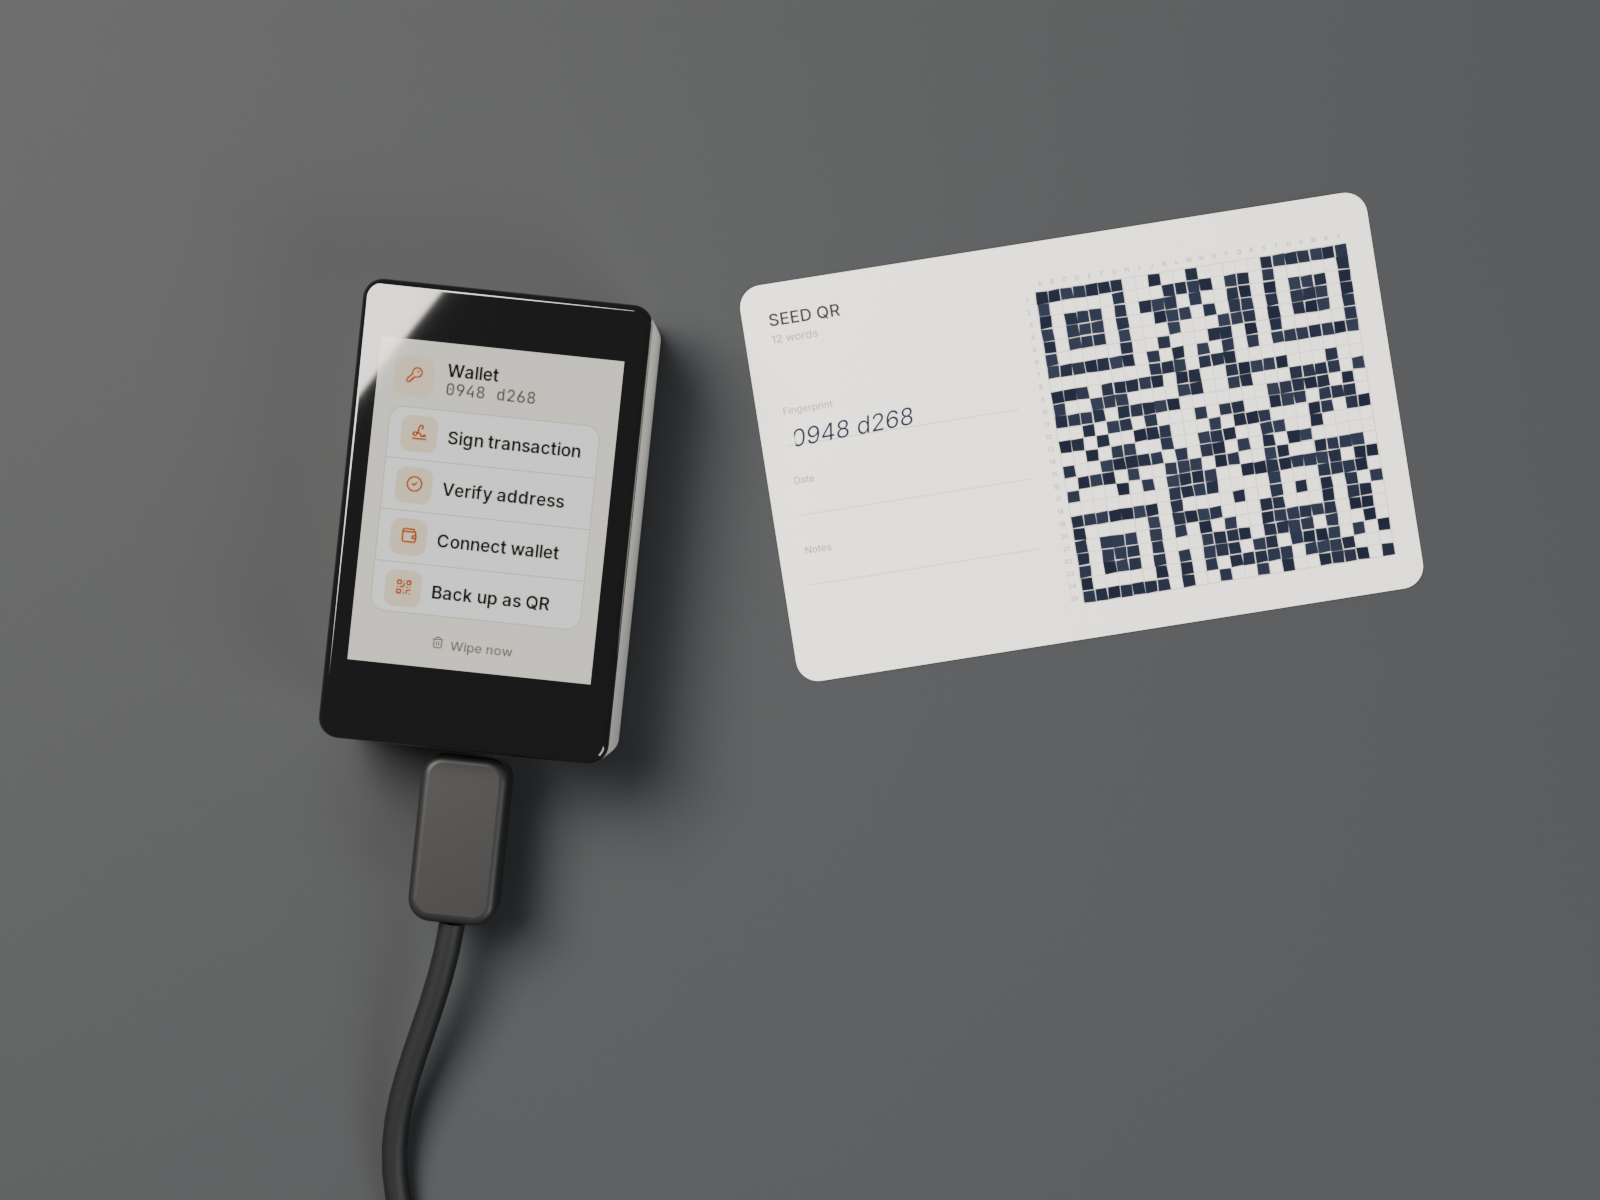 Wallet
0948 d268
Sign transaction
Verify address
Connect wallet
Back up as QR
Wipe now
SEED QR
12 words
Fingerprint
0948 d268
Date
Notes